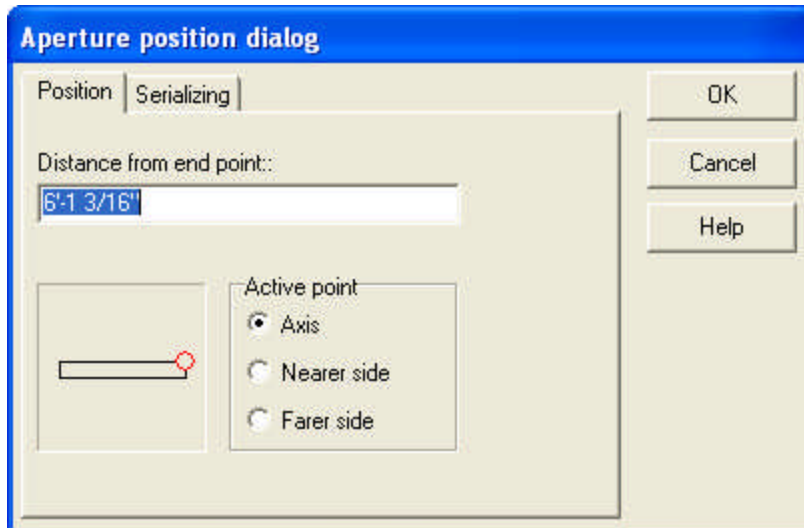 Aperture position dialog
Position Serializing
OK
Distance from end point::
Cancel
6'-1 3/16"
Help
Active point
Axis
Nearer side
Farer side